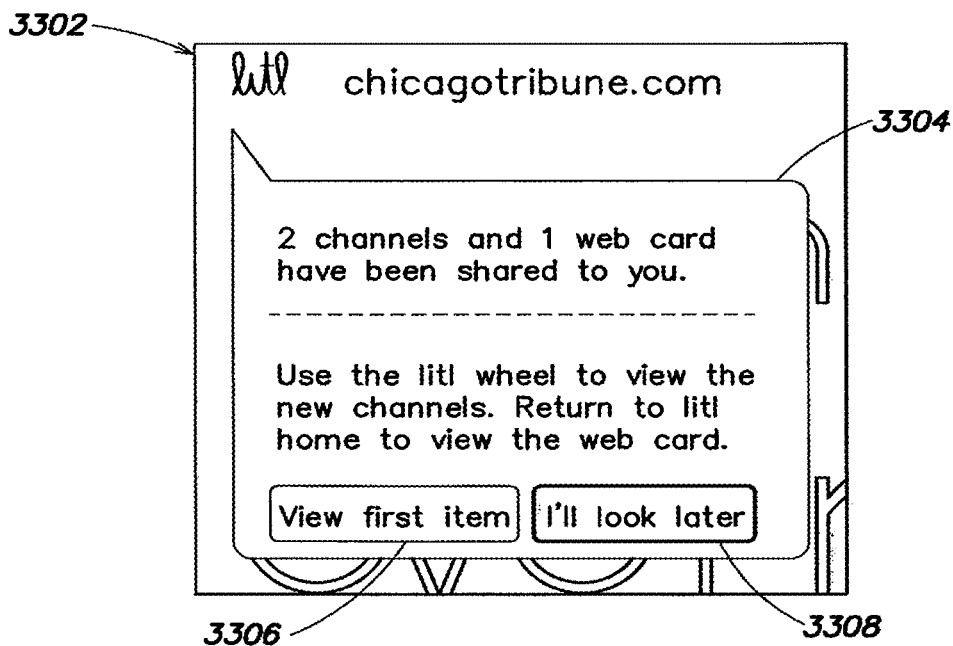 3302
litl chicagotribune.com
3304
2 channels and 1 web card
have been shared to you.
Use the litl wheel to view the
new channels. Return to litl
home to view the web card.
View first item I'll look later
3306
3308